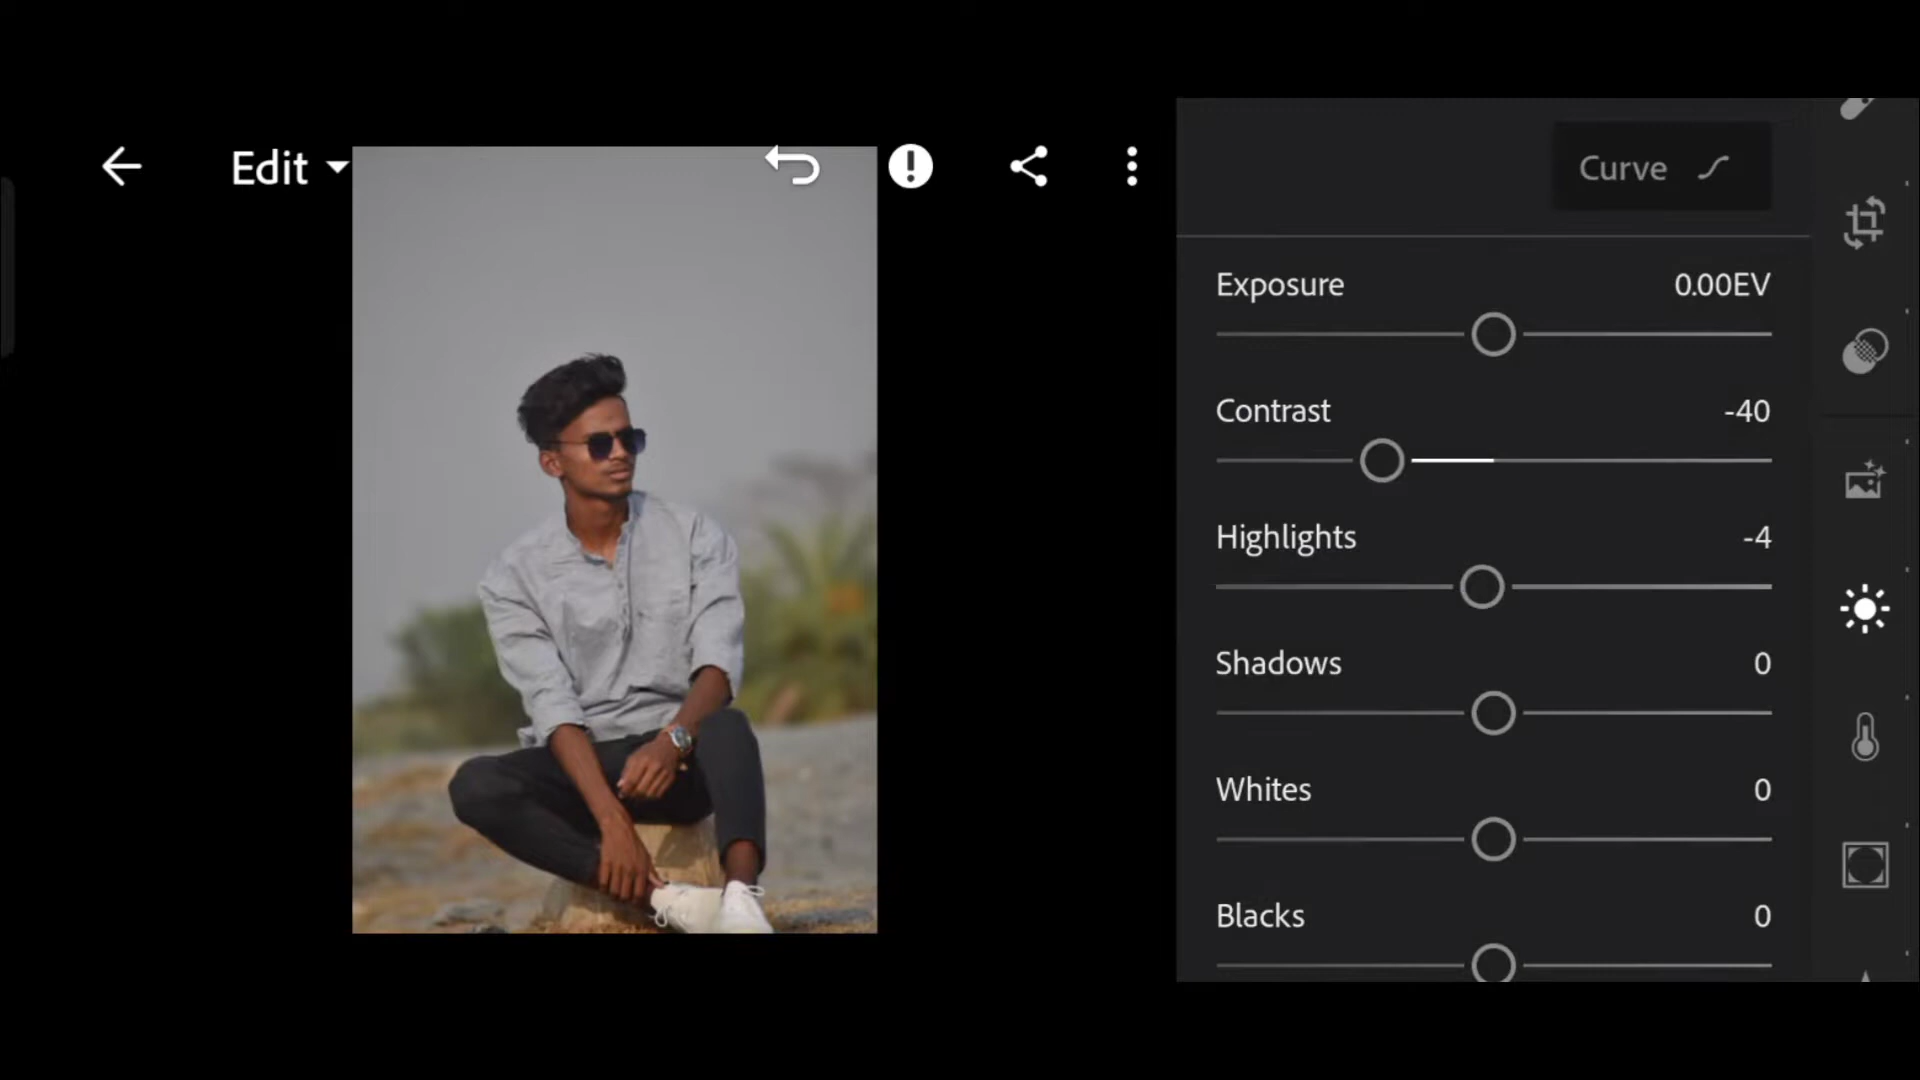 Edit
Curve
Exposure 0.00EV
Contrast -40
Highlights -4
Shadows 0
Whites 0
Blacks 0